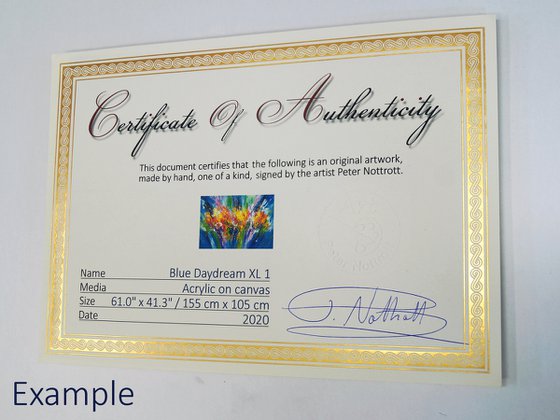 Certificate Of Authenticity
This document certifies that the following is an original artwork,
made by hand, one of a kind, signed by the artist Peter Nottrott.
Name Blue Daydream XL 1
Media Acrylic on canvas
Size 61.0" x 41.3" / 155 cm x 105 cm
Date 2020
P. Nottrott
Example